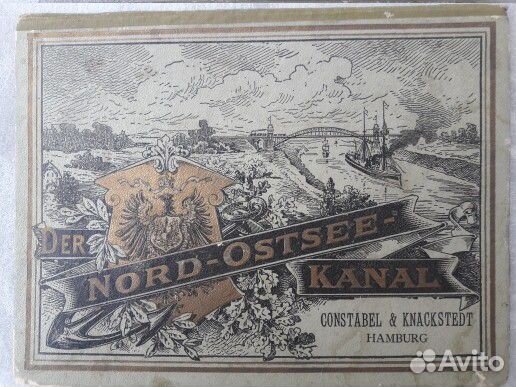 DER
NORD-OSTSEE-
KANAL
CONSTABEL & KNACKSTEDT
HAMBURG
Avito